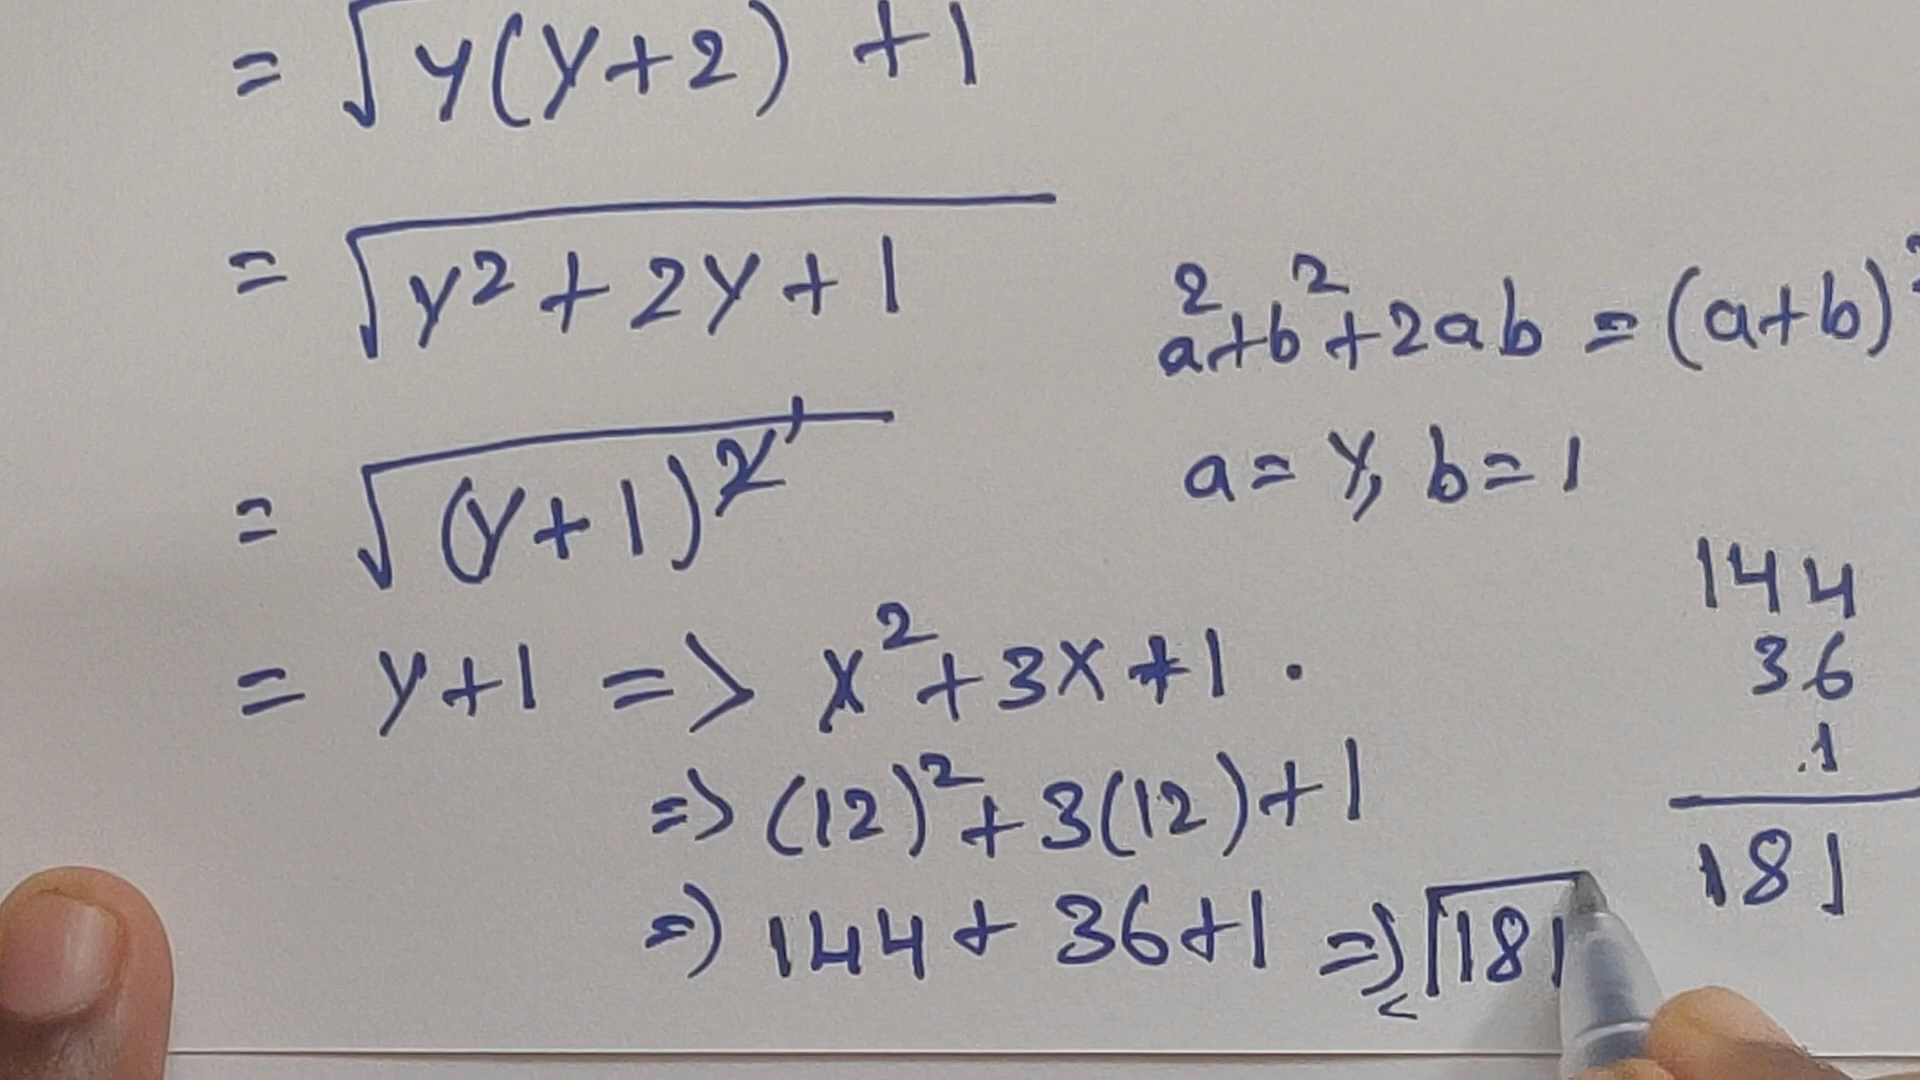 = √y(y+2) +1
= √y²+2y+1
a²+b²+2ab = (a+b)²
= √(y+1)²
a = y, b = 1
= y+1 => x²+3x+1.
=> (12)²+3(12)+1
=> 144+36+1 => 181
144
36
.1
181